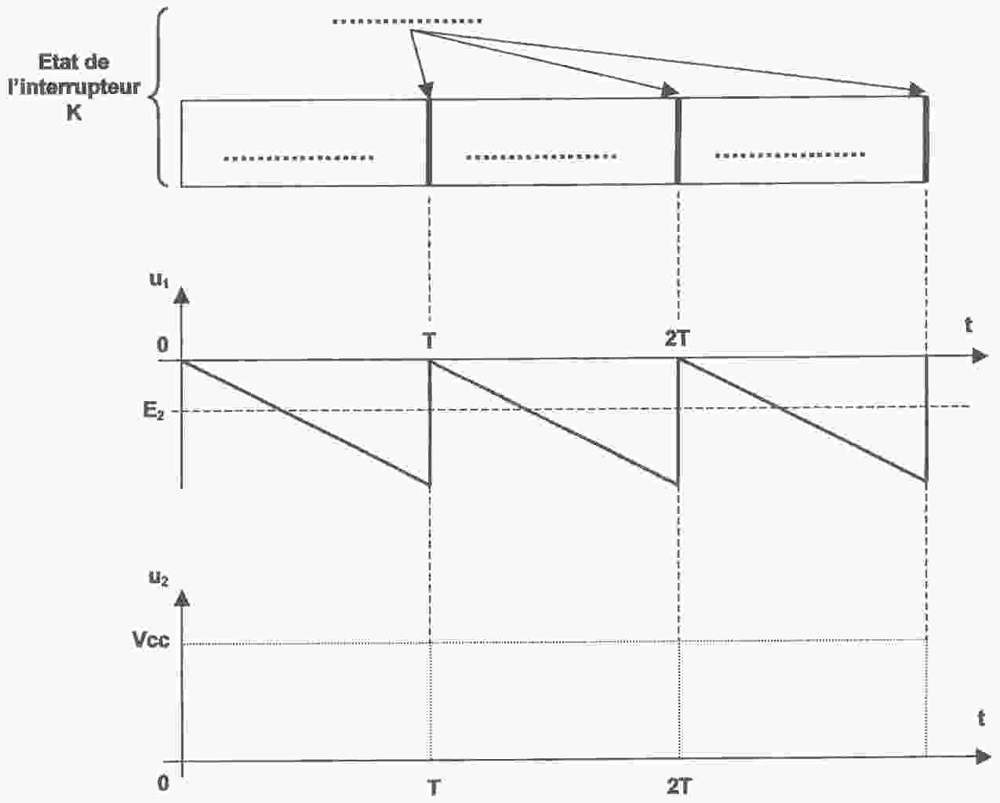 Etat de
l'interrupteur
K
u₁
0
T
2T
t
E₂
u₂
Vcc
t
0
T
2T